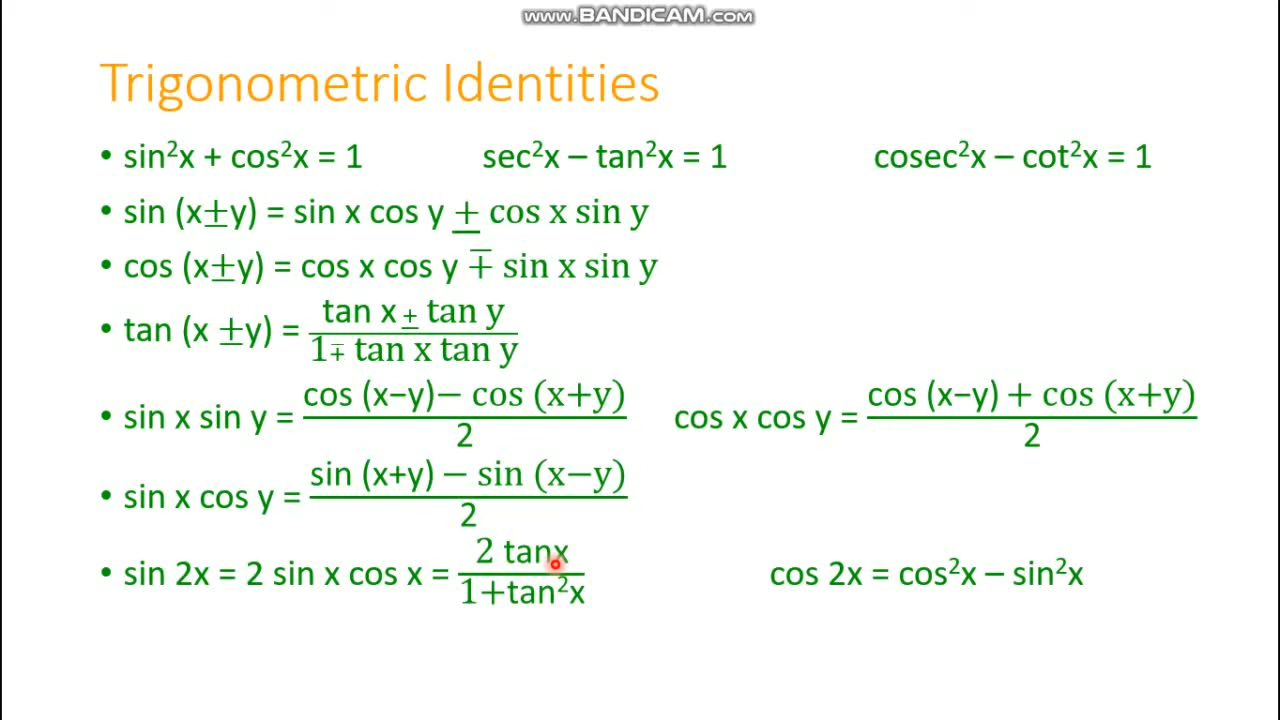 www.BANDICAM.com
Trigonometric Identities
• sin²x + cos²x = 1 sec²x – tan²x = 1 cosec²x – cot²x = 1
• sin (x±y) = sin x cos y ± cos x sin y
• cos (x±y) = cos x cos y ∓ sin x sin y
• tan (x ±y) = (tan x ± tan y)/(1∓ tan x tan y)
• sin x sin y = (cos (x−y)− cos (x+y))/2 cos x cos y = (cos (x−y) + cos (x+y))/2
• sin x cos y = (sin (x+y) − sin (x−y))/2
• sin 2x = 2 sin x cos x = (2 tanx)/(1+tan²x) cos 2x = cos²x – sin²x